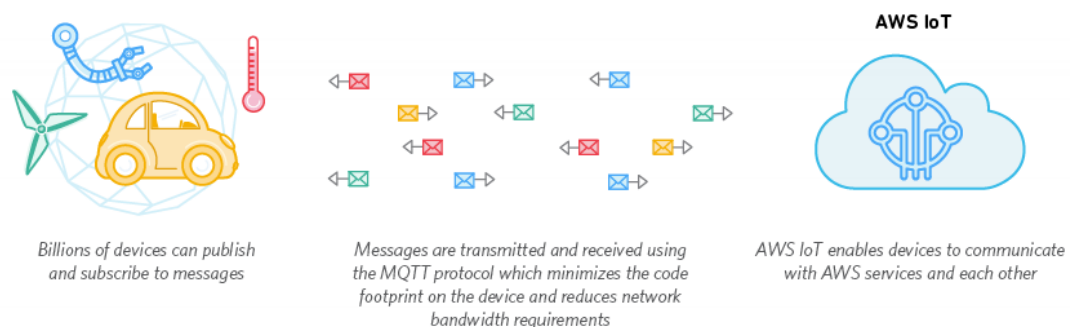 AWS IoT
Billions of devices can publish
and subscribe to messages
Messages are transmitted and received using
the MQTT protocol which minimizes the code
footprint on the device and reduces network
bandwidth requirements
AWS IoT enables devices to communicate
with AWS services and each other